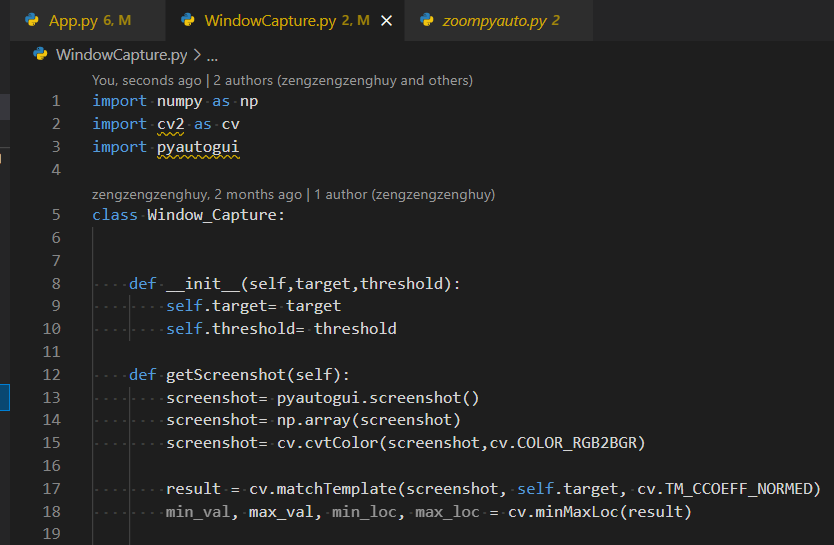 App.py 6, M WindowCapture.py 2, M × zoompyauto.py 2
WindowCapture.py > ...
You, seconds ago | 2 authors (zengzengzenghuy and others)
1 import numpy as np
2 import cv2 as cv
3 import pyautogui
4
zengzengzenghuy, 2 months ago | 1 author (zengzengzenghuy)
5 class Window_Capture:
6
7
8 def __init__(self,target,threshold):
9 self.target= target
10 self.threshold= threshold
11
12 def getScreenshot(self):
13 screenshot= pyautogui.screenshot()
14 screenshot= np.array(screenshot)
15 screenshot= cv.cvtColor(screenshot,cv.COLOR_RGB2BGR)
16
17 result = cv.matchTemplate(screenshot, self.target, cv.TM_CCOEFF_NORMED)
18 min_val, max_val, min_loc, max_loc = cv.minMaxLoc(result)
19